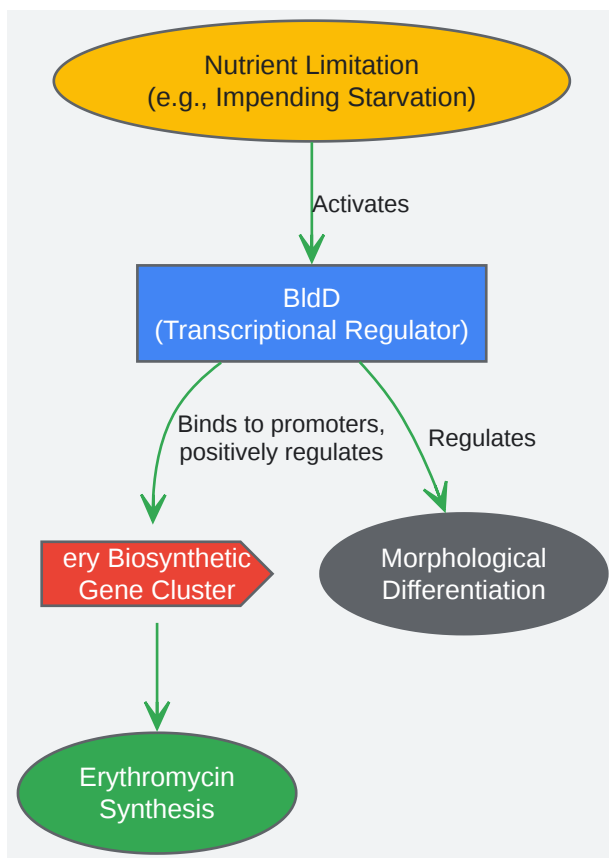 Nutrient Limitation
(e.g., Impending Starvation)
Activates
BldD
(Transcriptional Regulator)
Binds to promoters,
positively regulates
Regulates
ery Biosynthetic
Gene Cluster
Morphological
Differentiation
Erythromycin
Synthesis